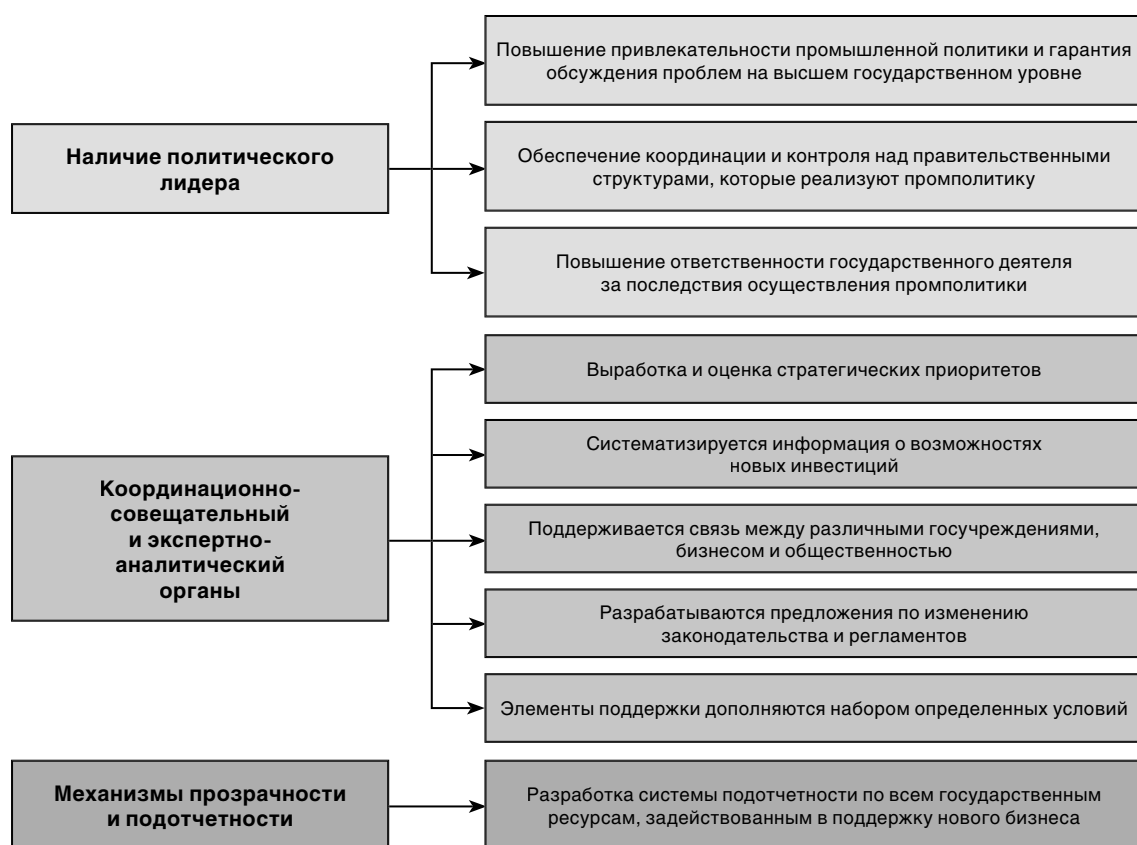 Повышение привлекательности промышленной политики и гарантия
обсуждения проблем на высшем государственном уровне
Наличие политического
лидера
Обеспечение координации и контроля над правительственными
структурами, которые реализуют промполитику
Повышение ответственности государственного деятеля
за последствия осуществления промполитики
Координационно-
совещательный
и экспертно-
аналитический
органы
Выработка и оценка стратегических приоритетов
Систематизируется информация о возможностях
новых инвестиций
Поддерживается связь между различными госучреждениями,
бизнесом и общественностью
Разрабатываются предложения по изменению
законодательства и регламентов
Элементы поддержки дополняются набором определенных условий
Механизмы прозрачности
и подотчетности
Разработка системы подотчетности по всем государственным
ресурсам, задействованным в поддержку нового бизнеса